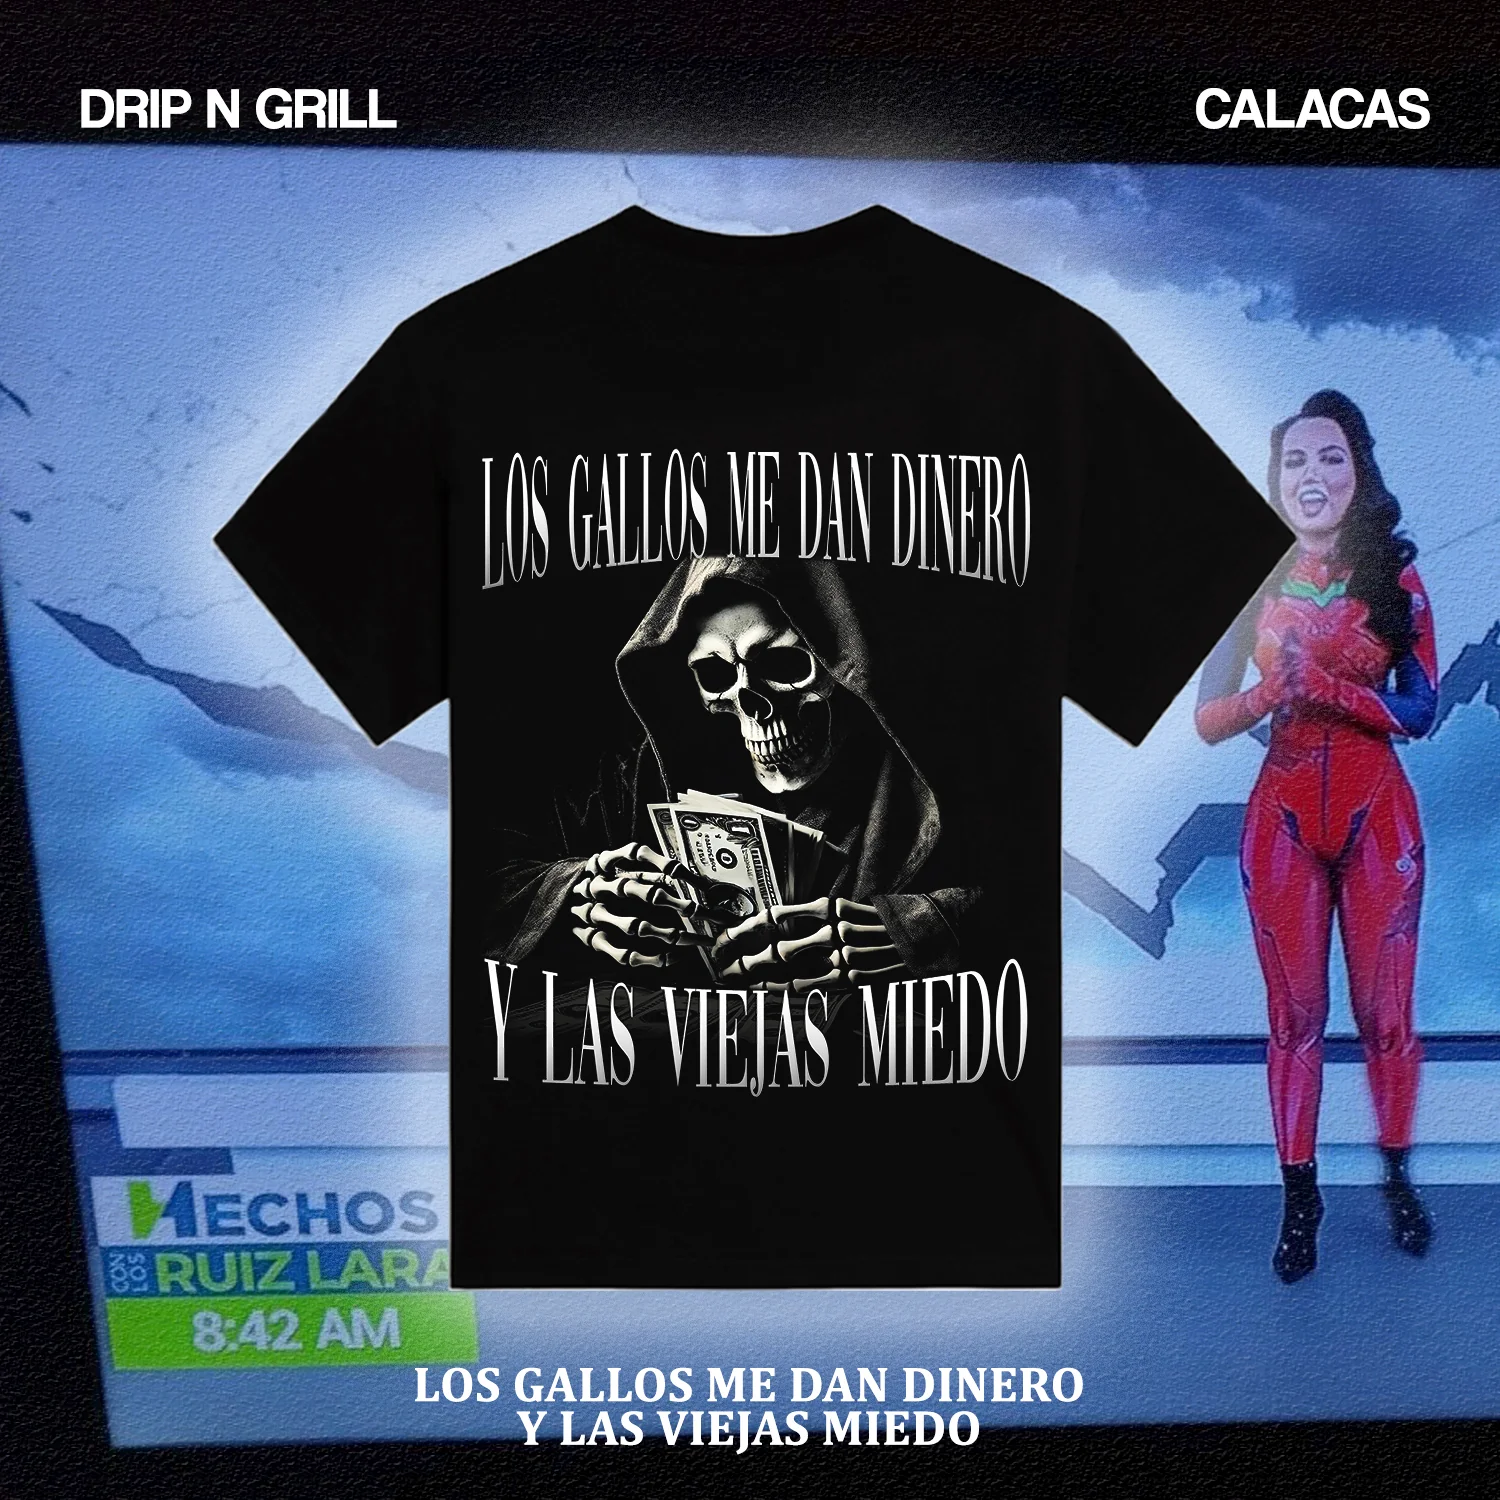 DRIP N GRILL
CALACAS
LOS GALLOS ME DAN DINERO
Y LAS VIEJAS MIEDO
HECHOS
CON LOS RUIZ LARA
8:42 AM
LOS GALLOS ME DAN DINERO
Y LAS VIEJAS MIEDO